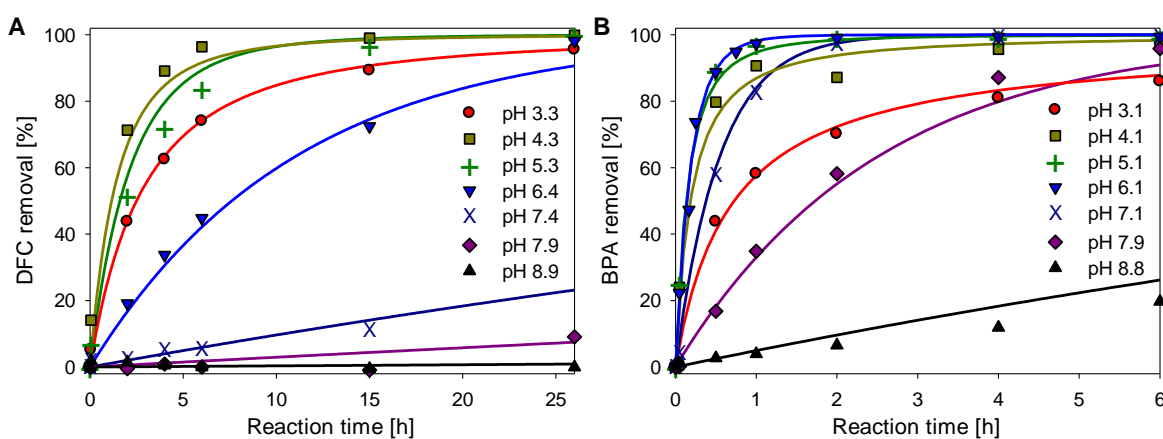 A
DFC removal [%]
100
80
60
40
20
0
0 5 10 15 20 25
Reaction time [h]
pH 3.3
pH 4.3
pH 5.3
pH 6.4
pH 7.4
pH 7.9
pH 8.9
B
BPA removal [%]
100
80
60
40
20
0
0 1 2 3 4 5 6
Reaction time [h]
pH 3.1
pH 4.1
pH 5.1
pH 6.1
pH 7.1
pH 7.9
pH 8.8